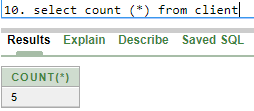 10. select count (*) from client
Results Explain Describe Saved SQL
COUNT(*)
5